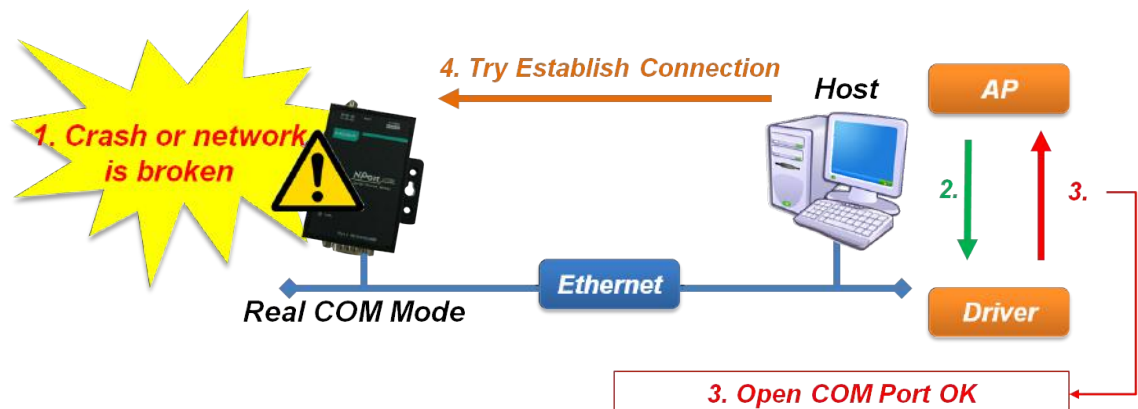 4. Try Establish Connection
Host
AP
1. Crash or network
is broken
NPort
2.
3.
Ethernet
Real COM Mode
Driver
3. Open COM Port OK